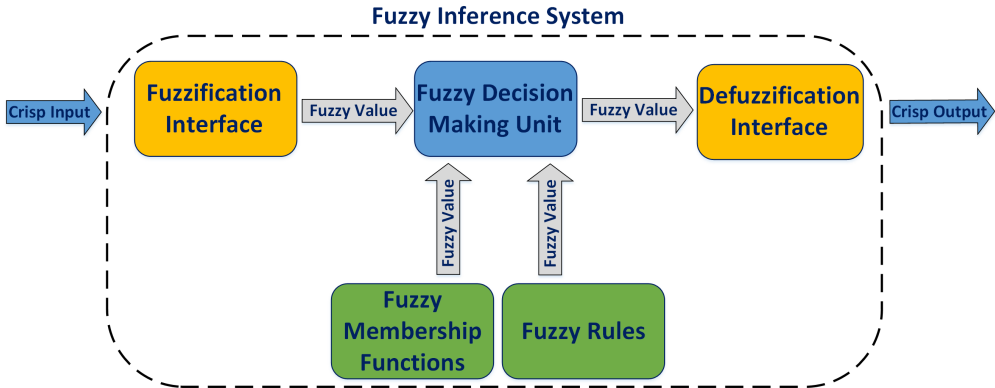 Fuzzy Inference System
Crisp Input
Fuzzification
Interface
Fuzzy Value
Fuzzy Decision
Making Unit
Fuzzy Value
Defuzzification
Interface
Crisp Output
Fuzzy Value
Fuzzy Value
Fuzzy
Membership
Functions
Fuzzy Rules